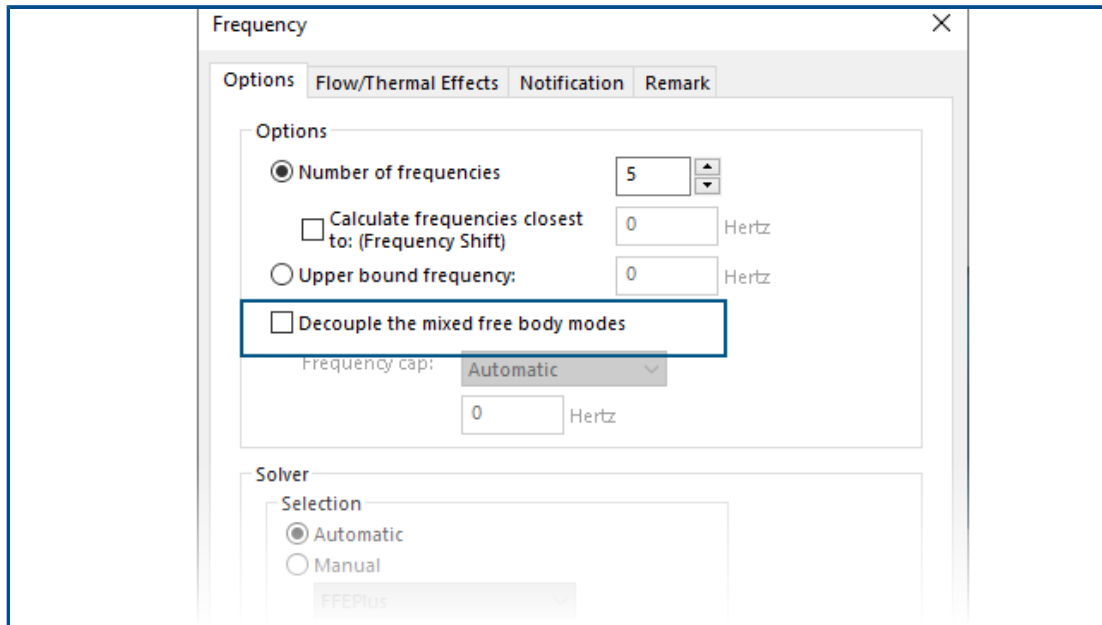 Frequency
Options Flow/Thermal Effects Notification Remark
Options
Number of frequencies 5
Calculate frequencies closest 0 Hertz
to: (Frequency Shift)
Upper bound frequency: 0 Hertz
Decouple the mixed free body modes
Frequency cap: Automatic
0 Hertz
Solver
Selection
Automatic
Manual
FFEPlus